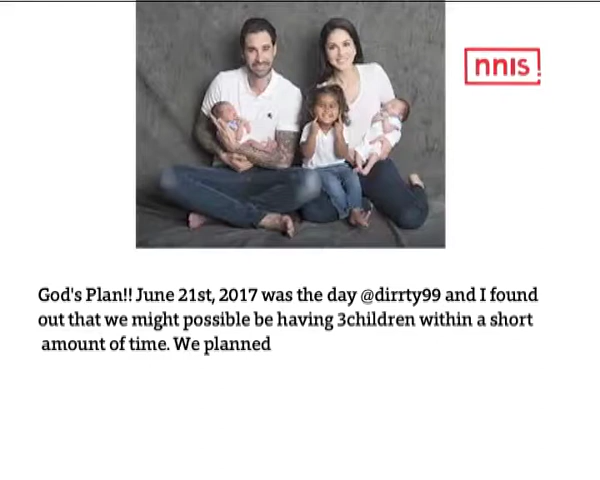 nnis!
God's Plan!! June 21st, 2017 was the day @dirrty99 and I found
out that we might possible be having 3children within a short
amount of time. We planned